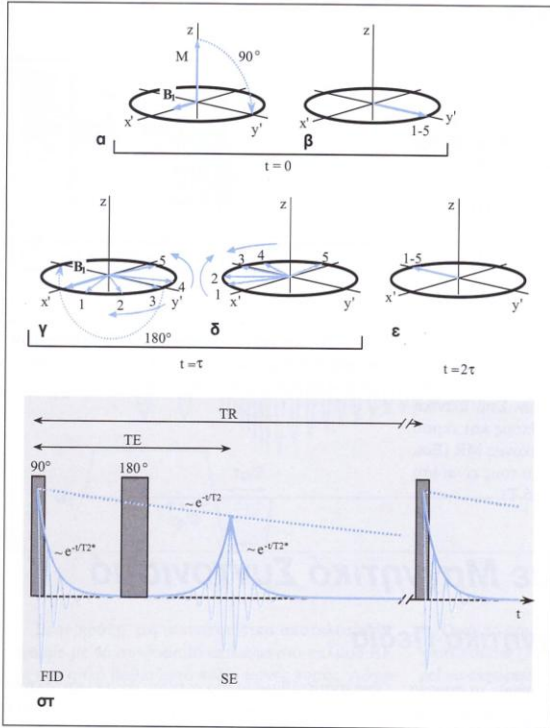 z
z
M
90°
B₁
x'
y'
α
x'
y'
1-5
β
t = 0
z
z
z
B₁
5
x'
1
2
3
4
y'
γ
180°
3
4
5
2
1
x'
y'
δ
1-5
x'
y'
ε
t=τ
t=2τ
TR
TE
90°
180°
~e^-t/T2
~e^-t/T2*
~e^-t/T2*
t
FID
SE
στ